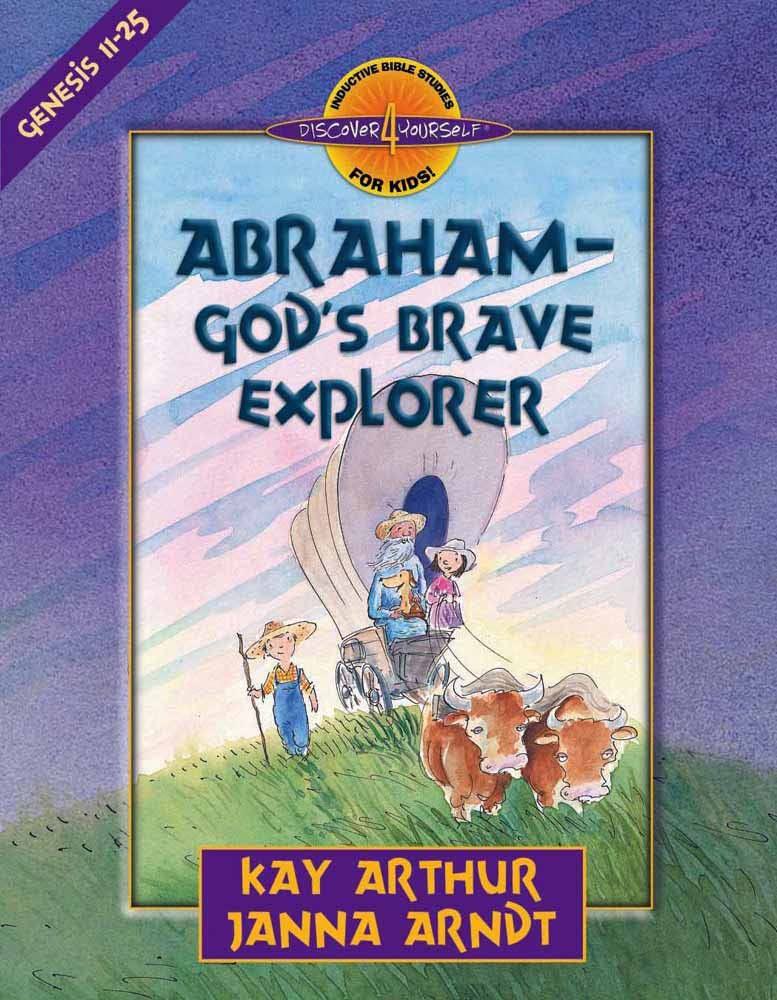 GENESIS 11-25
INDUCTIVE BIBLE STUDIES
DISCOVER 4 YOURSELF®
FOR KIDS!
ABRAHAM—
GOD'S BRAVE
EXPLORER
KAY ARTHUR
JANNA ARNDT